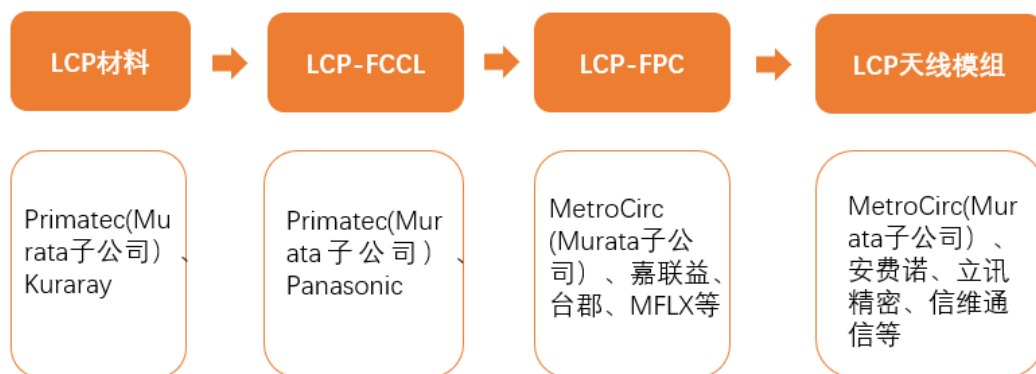 LCP材料
LCP-FCCL
LCP-FPC
LCP天线模组
Primatec(Mu
rata子公司）、
Kuraray
Primatec(Mur
ata子公司）、
Panasonic
MetroCirc
(Murata子公
司）、嘉联益、
台郡、MFLX等
MetroCirc(Mur
ata子公司）、
安费诺、立讯
精密、信维通
信等